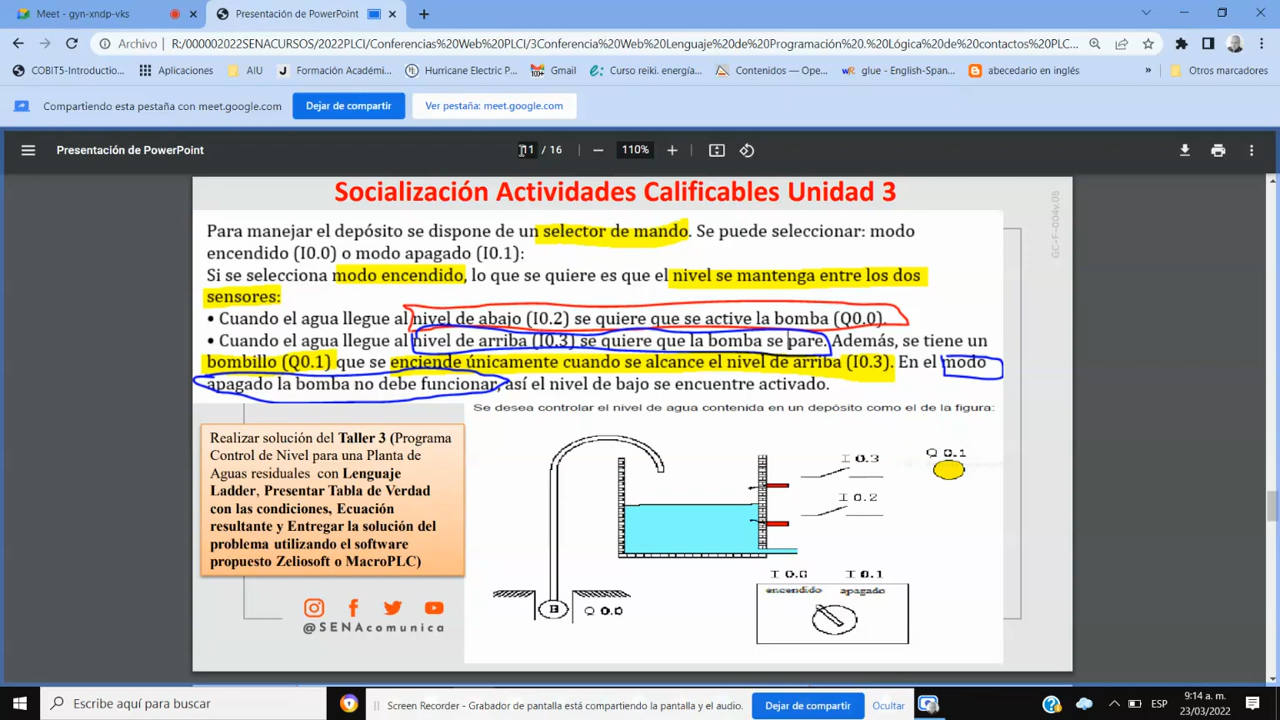 Meet - gyn-xndp-vks
Presentación de PowerPoint
Archivo
R:/000002022SENACURSOS/2022PLCI/Conferencias%20Web%20PLCI/3Conferencia%20Web%20Lenguaje%20de%20Programación%20.%20Lógica%20de%20contactos%20PLC...
COBIT5-Introductio...
Aplicaciones
AIU
Formación Académi...
Hurricane Electric P...
Gmail
Curso reiki. energía...
Contenidos — Plu...
glue - English-Span...
abecedario en inglés
»
Otros marcadores
Compartiendo esta pestaña con meet.google.com
Dejar de compartir
Ver pestaña: meet.google.com
Presentación de PowerPoint
11 / 16
110%
Socialización Actividades Calificables Unidad 3
GC-F-004v.05
Para manejar el depósito se dispone de un selector de mando. Se puede seleccionar: modo
encendido (I0.0) o modo apagado (I0.1):
Si se selecciona modo encendido, lo que se quiere es que el nivel se mantenga entre los dos
sensores:
• Cuando el agua llegue al nivel de abajo (I0.2) se quiere que se active la bomba (Q0.0).
• Cuando el agua llegue al nivel de arriba (I0.3) se quiere que la bomba se pare. Además, se tiene un
bombillo (Q0.1) que se enciende únicamente cuando se alcance el nivel de arriba (I0.3). En el modo
apagado la bomba no debe funcionar, así el nivel de bajo se encuentre activado.
Se desea controlar el nivel de agua contenida en un depósito como el de la figura:
Realizar solución del Taller 3 (Programa
Control de Nivel para una Planta de
Aguas residuales con Lenguaje
Ladder, Presentar Tabla de Verdad
con las condiciones, Ecuación
resultante y Entregar la solución del
problema utilizando el software
propuesto Zeliosoft o MacroPLC)
I 0.3
Q 0.1
I 0.2
I 0.0
I 0.1
encendido
apagado
B
Q 0.0
@SENAcomunica
Escribe aquí para buscar
Screen Recorder - Grabador de pestaña está compartiendo la pantalla y el audio.
Dejar de compartir
Ocultar
ESP
9:14 a. m.
23/03/2022